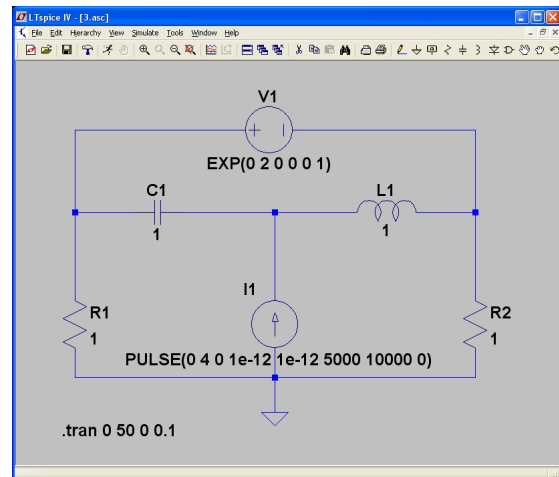 LTspice IV - [3.asc]
File Edit Hierarchy View Simulate Tools Window Help
V1
EXP(0 2 0 0 0 1)
C1
1
L1
1
R1
1
I1
PULSE(0 4 0 1e-12 1e-12 5000 10000 0)
R2
1
.tran 0 50 0 0.1